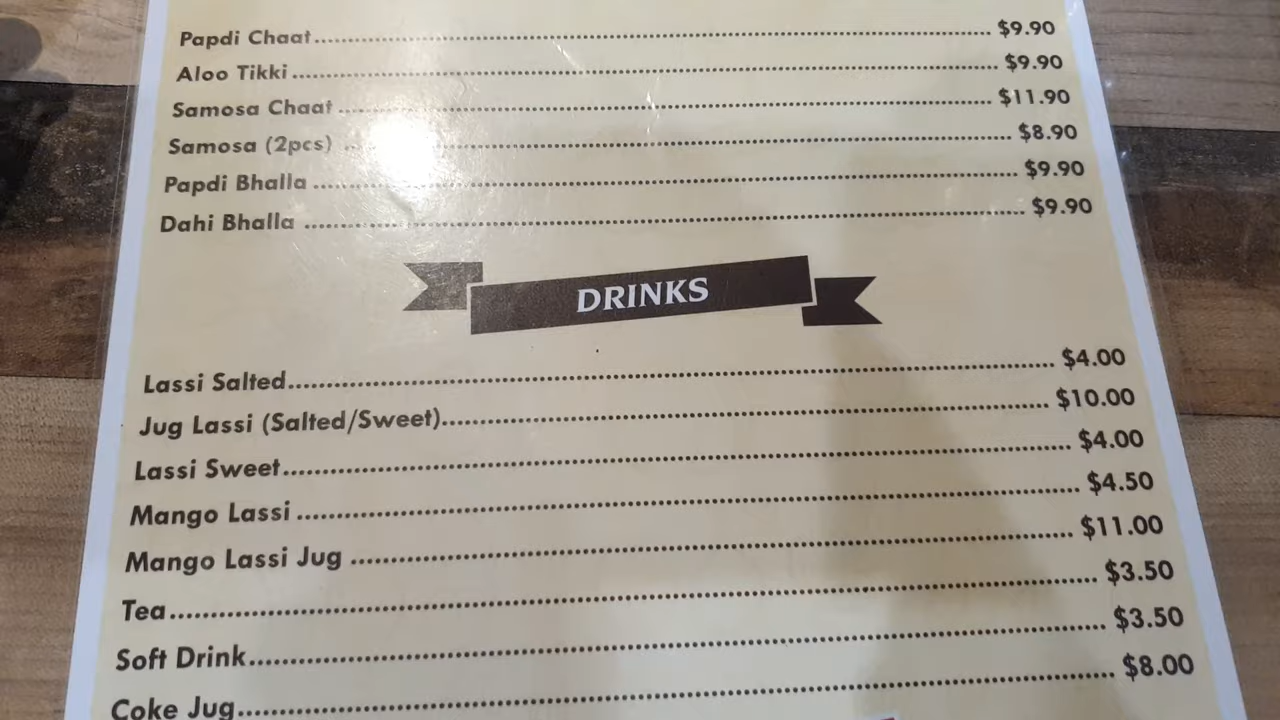 Papdi Chaat.................... $9.90
Aloo Tikki.................... $9.90
Samosa Chaat .................... $11.90
Samosa (2pcs) .................... $8.90
Papdi Bhalla .................... $9.90
Dahi Bhalla .................... $9.90
DRINKS
Lassi Salted.................... $4.00
Jug Lassi (Salted/Sweet).................... $10.00
Lassi Sweet.................... $4.00
Mango Lassi .................... $4.50
Mango Lassi Jug .................... $11.00
Tea.................... $3.50
Soft Drink.................... $3.50
Coke Jug.................... $8.00